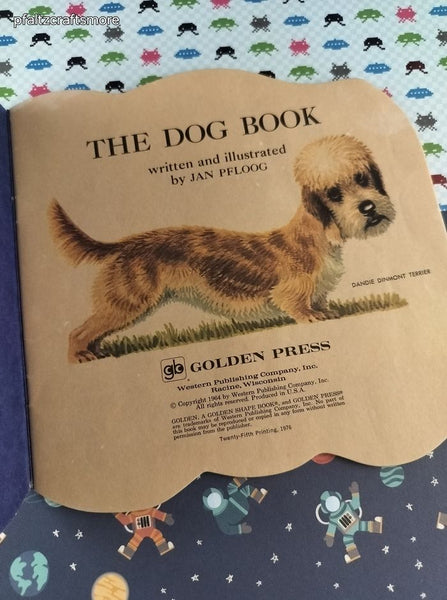 pfaltzcraftsmore
THE DOG BOOK
written and illustrated
by JAN PFLOOG
DANDIE DINMONT TERRIER
GOLDEN PRESS
Western Publishing Company, Inc.
Racine, Wisconsin
© Copyright 1964 by Western Publishing Company, Inc.
All rights reserved. Produced in U.S.A.
GOLDEN, A GOLDEN SHAPE BOOK, and GOLDEN PRESS®
are trademarks of Western Publishing Company, Inc. No part of
this book may be reproduced or copied in any form without written
permission from the publisher.
Twenty-Fifth Printing, 1976